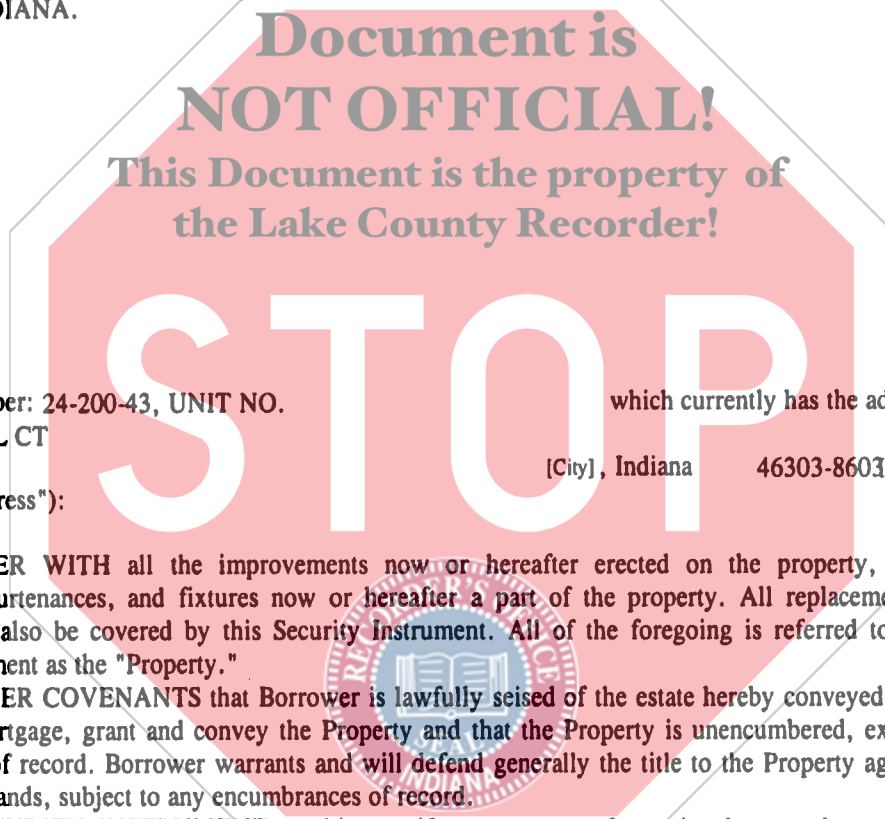 DIANA.
Document is
NOT OFFICIAL!
This Document is the property of
the Lake County Recorder!
STOP
ber: 24-200-43, UNIT NO. which currently has the ad
L CT
[City], Indiana 46303-8603
ress"):
ER WITH all the improvements now or hereafter erected on the property,
urtenances, and fixtures now or hereafter a part of the property. All replaceme
also be covered by this Security Instrument. All of the foregoing is referred to
nent as the "Property."
ER COVENANTS that Borrower is lawfully seised of the estate hereby conveyed
rtgage, grant and convey the Property and that the Property is unencumbered, ex
f record. Borrower warrants and will defend generally the title to the Property ag
ands, subject to any encumbrances of record.
RECORDER'S OFFICE
SEAL
INDIANA